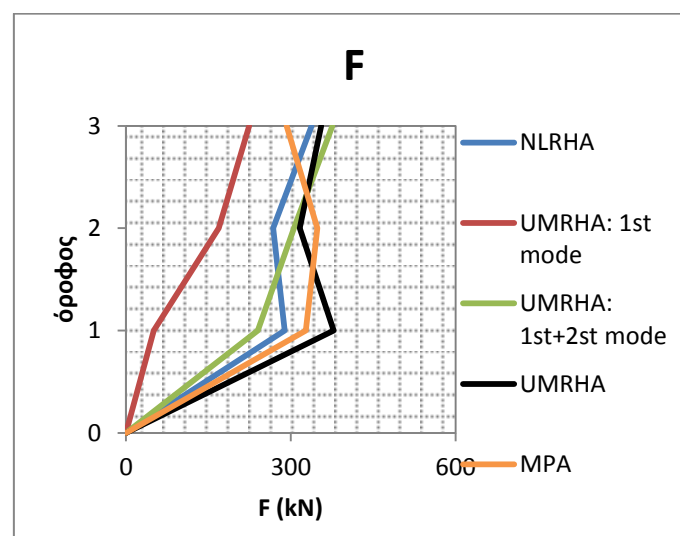 F
3
2
1
0
όροφος
0
300
600
F (kN)
NLRHA
UMRHA: 1st
mode
UMRHA:
1st+2st mode
UMRHA
MPA